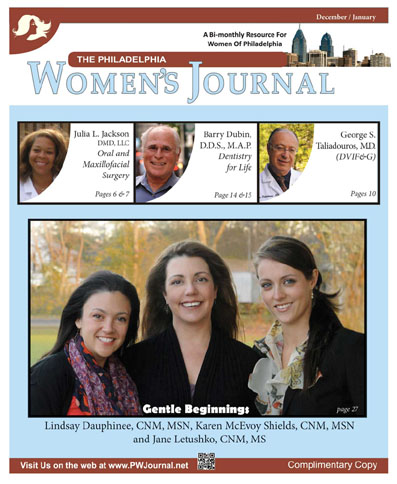 December / January
A Bi-monthly Resource For
Women Of Philadelphia
THE PHILADELPHIA
WOMEN'S JOURNAL
Julia L. Jackson
DMD, LLC
Oral and
Maxillofacial
Surgery
Pages 6 & 7
Barry Dubin,
D.D.S., M.A.P.
Dentistry
for Life
Page 14 &15
George S.
Taliadouros, MD.
(DVIF&G)
Pages 10
Gentle Beginnings
page 27
Lindsay Dauphinee, CNM, MSN, Karen McEvoy Shields, CNM, MSN
and Jane Letushko, CNM, MS
Visit Us on the web at www.PWJournal.net
Complimentary Copy